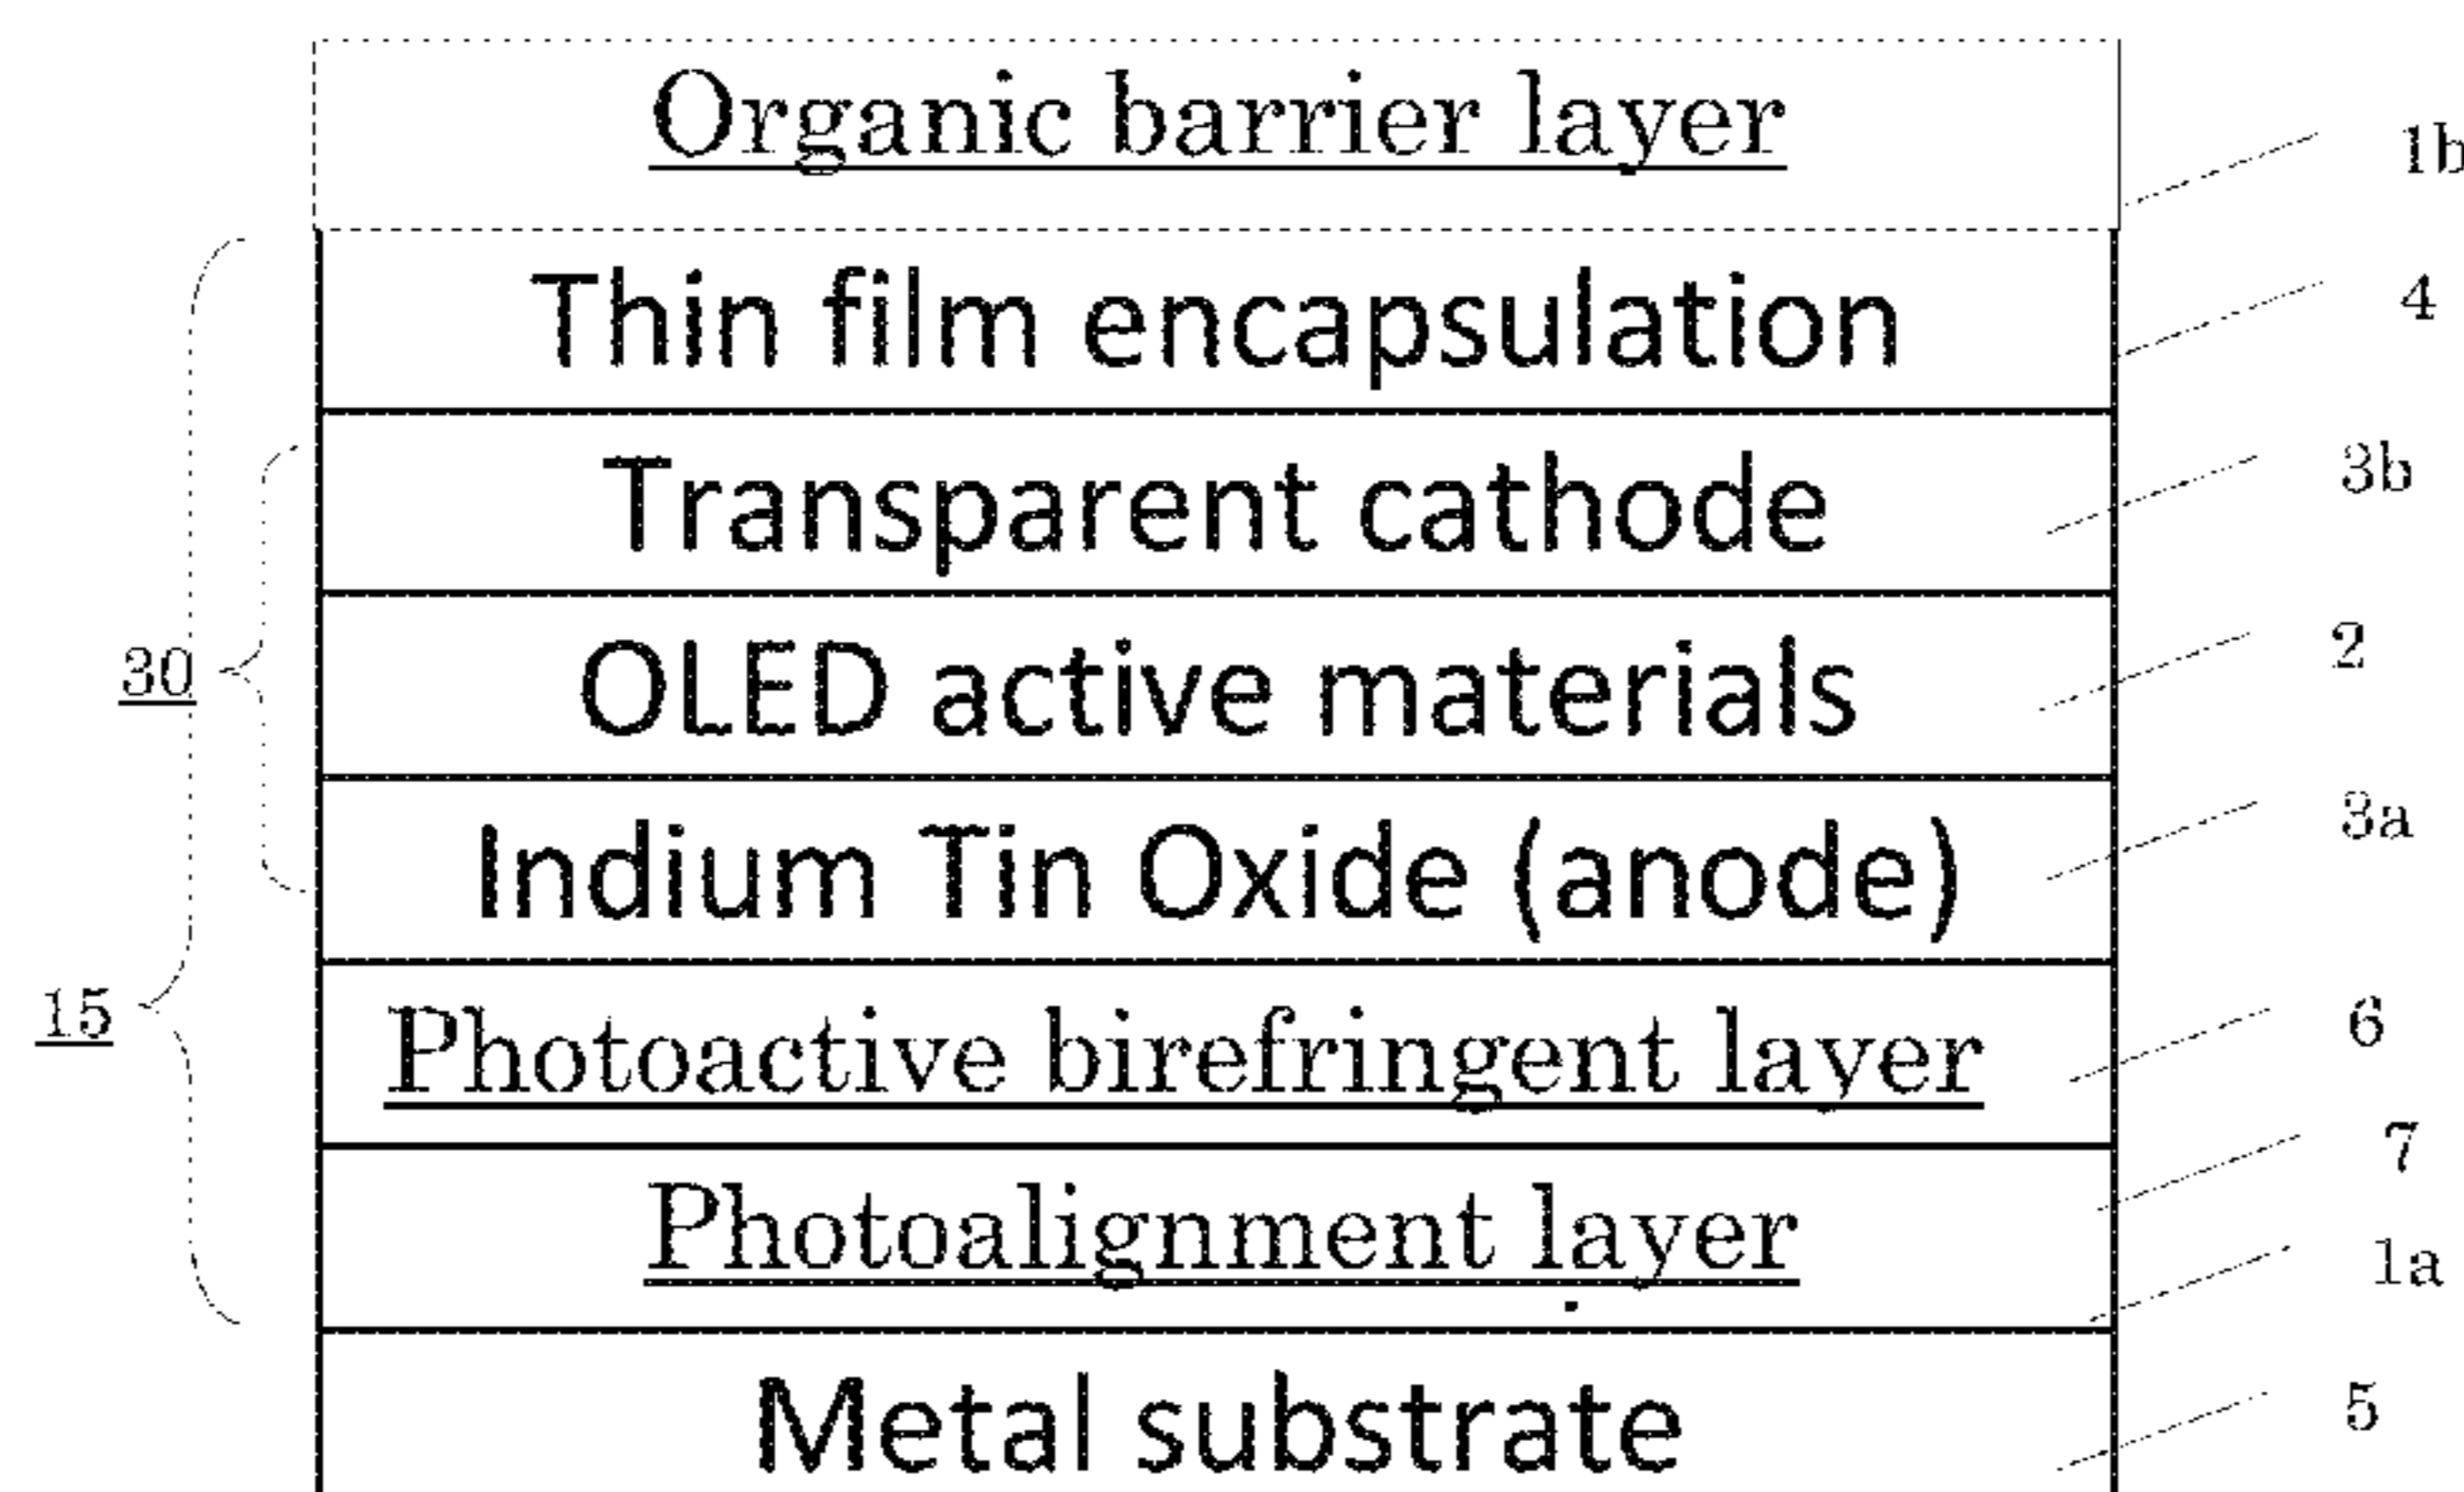 Organic barrier layer
1b
Thin film encapsulation
4
Transparent cathode
3b
30
OLED active materials
2
Indium Tin Oxide (anode)
3a
15
Photoactive birefringent layer
6
Photoalignment layer
7
1a
Metal substrate
5